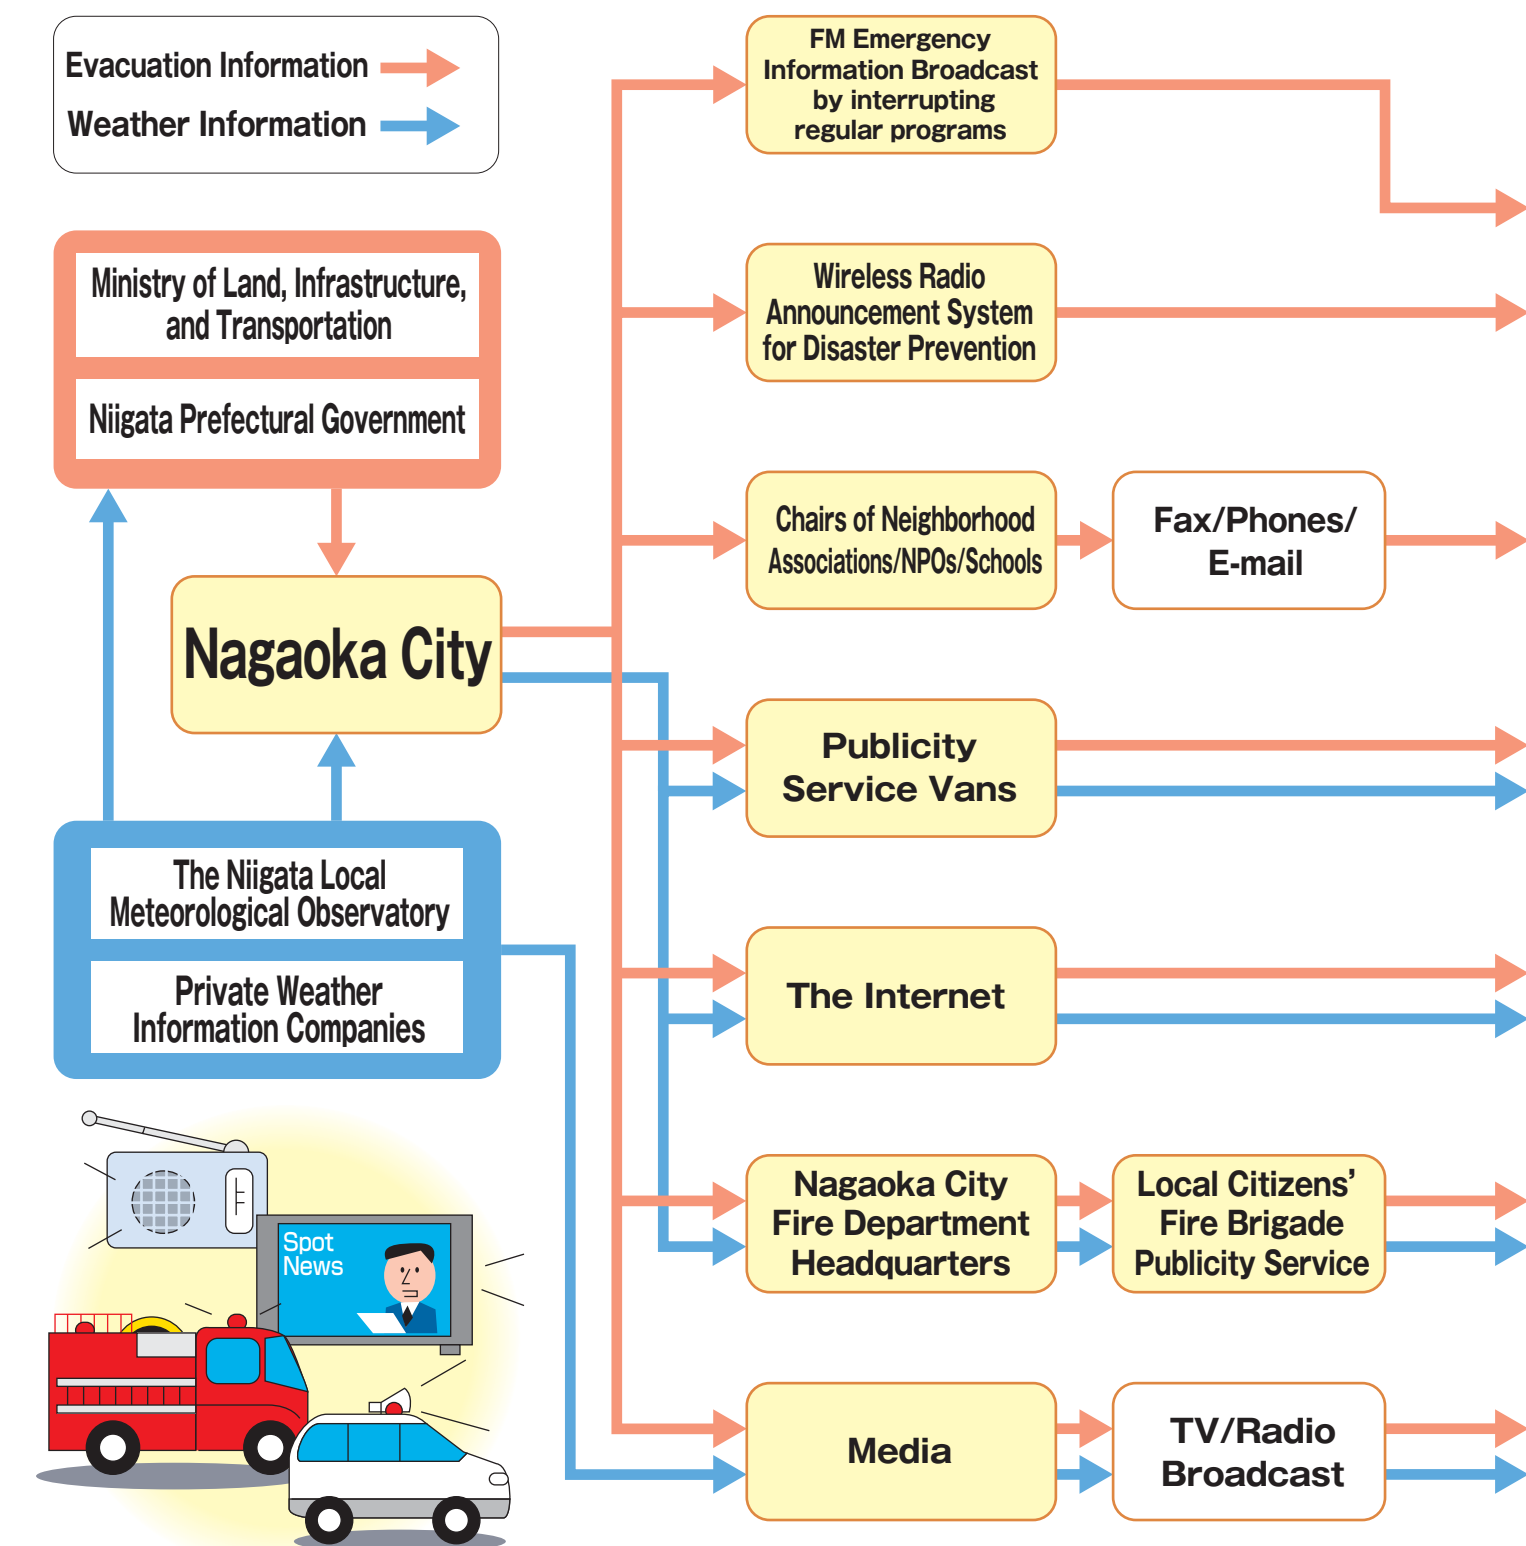 Evacuation Information
Weather Information
Ministry of Land, Infrastructure,
and Transportation
Niigata Prefectural Government
Nagaoka City
The Niigata Local
Meteorological Observatory
Private Weather
Information Companies
Spot
News
FM Emergency
Information Broadcast
by interrupting
regular programs
Wireless Radio
Announcement System
for Disaster Prevention
Chairs of Neighborhood
Associations/NPOs/Schools
Fax/Phones/
E-mail
Publicity
Service Vans
The Internet
Nagaoka City
Fire Department
Headquarters
Local Citizens’
Fire Brigade
Publicity Service
Media
TV/Radio
Broadcast